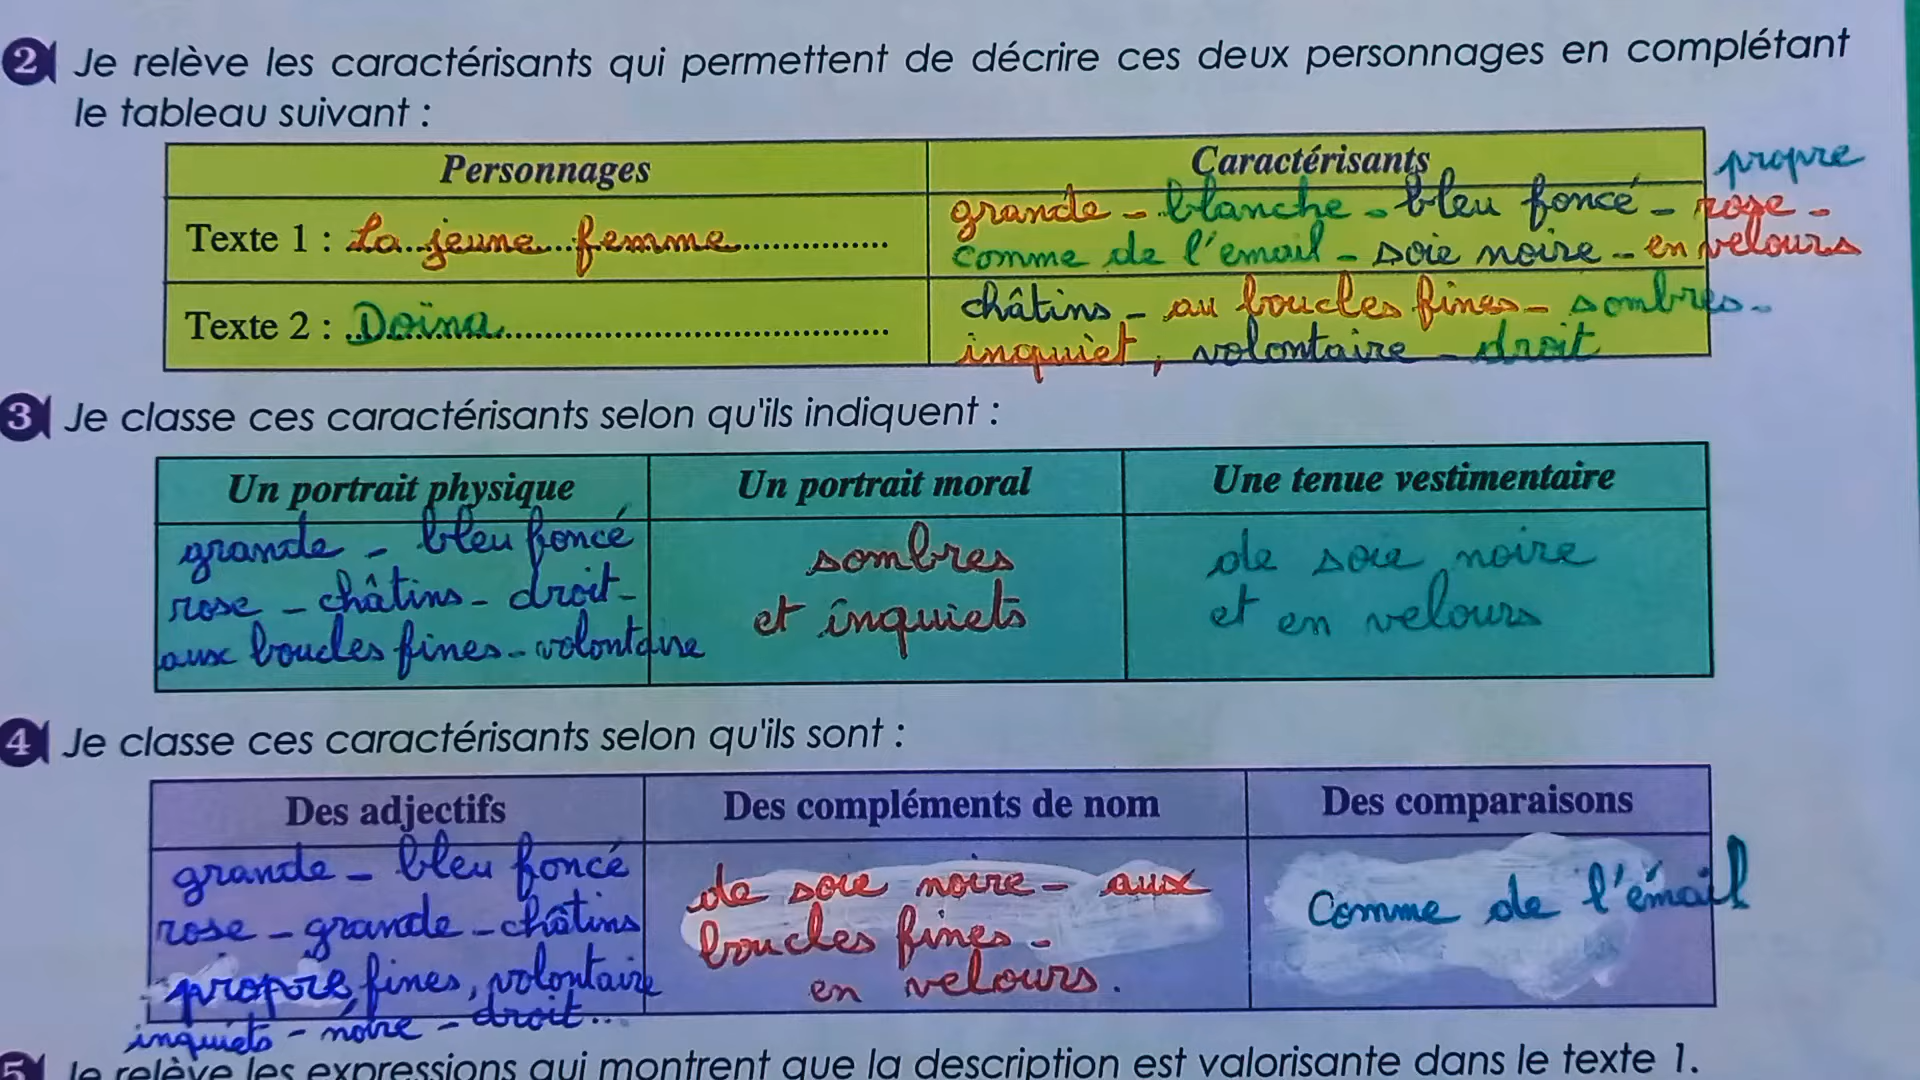 2 Je relève les caractérisants qui permettent de décrire ces deux personnages en complétant
le tableau suivant :
Personnages
Caractérisants
propre
Texte 1 : La jeune femme
grande - blanche - bleu foncé - rose -
comme de l'émail - soie noire - en velours
Texte 2 : Doïna
châtins - au boucles fines - sombres -
inquiet, volontaire - droit
3 Je classe ces caractérisants selon qu'ils indiquent :
Un portrait physique
Un portrait moral
Une tenue vestimentaire
grande - bleu foncé
rose - châtins - droit -
aux boucles fines - volontaire
sombres
et inquiets
de soie noire
et en velours
4 Je classe ces caractérisants selon qu'ils sont :
Des adjectifs
Des compléments de nom
Des comparaisons
grande - bleu foncé
rose - grande - châtins
propre, fines, volontaire
inquiets - noire - droit...
de soie noire - aux
boucles fines -
en velours.
Comme de l'émail
5 Je relève les expressions qui montrent que la description est valorisante dans le texte 1.